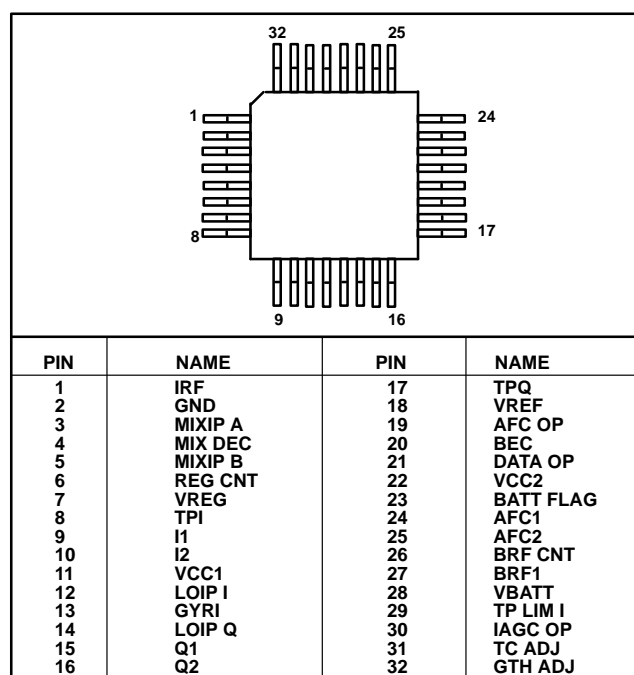 32 25
1 24
8 17
9 16
PIN NAME PIN NAME
1 IRF 17 TPQ
2 GND 18 VREF
3 MIXIP A 19 AFC OP
4 MIX DEC 20 BEC
5 MIXIP B 21 DATA OP
6 REG CNT 22 VCC2
7 VREG 23 BATT FLAG
8 TPI 24 AFC1
9 I1 25 AFC2
10 I2 26 BRF CNT
11 VCC1 27 BRF1
12 LOIP I 28 VBATT
13 GYRI 29 TP LIM I
14 LOIP Q 30 IAGC OP
15 Q1 31 TC ADJ
16 Q2 32 GTH ADJ